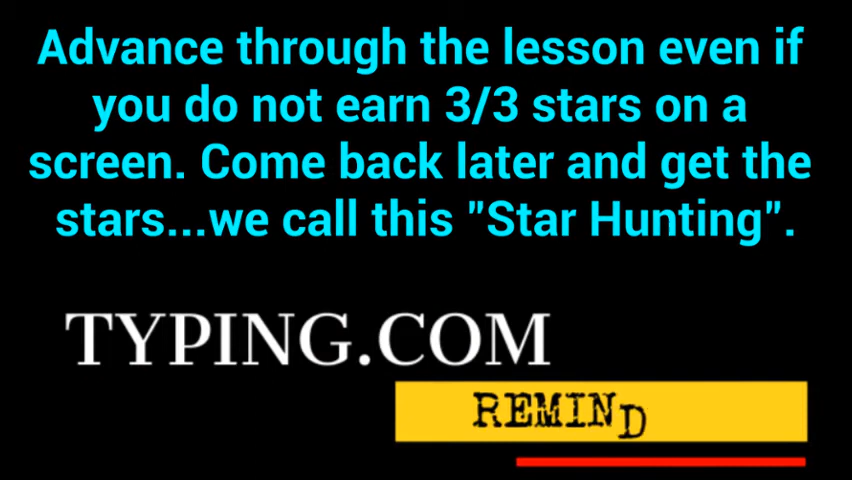 Advance through the lesson even if
you do not earn 3/3 stars on a
screen. Come back later and get the
stars...we call this "Star Hunting".
TYPING.COM
REMIND